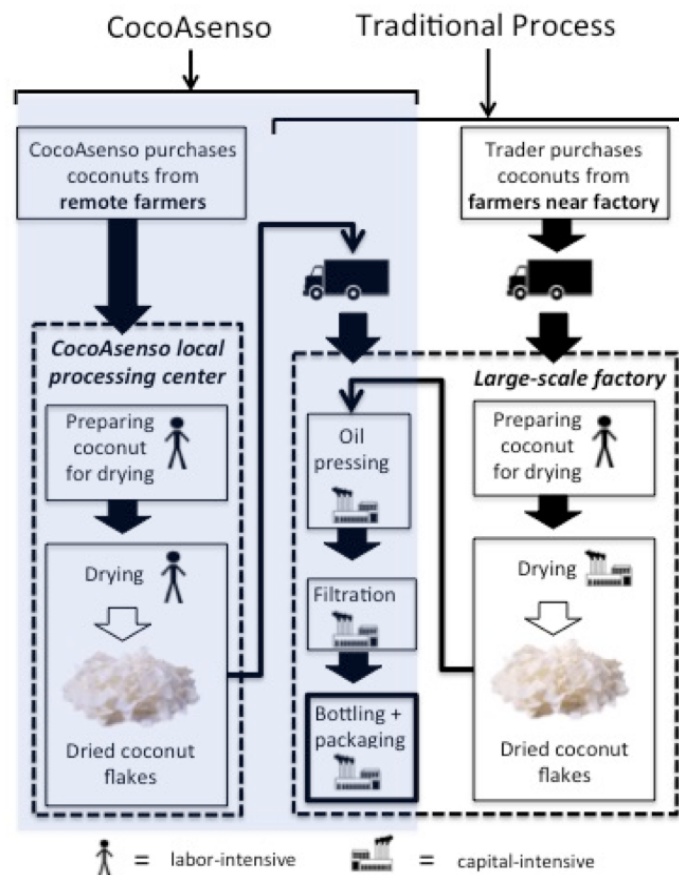 CocoAsenso
Traditional Process
CocoAsenso purchases
coconuts from
remote farmers
Trader purchases
coconuts from
farmers near factory
CocoAsenso local
processing center
Preparing
coconut
for drying
Drying
Dried coconut
flakes
Oil
pressing
Filtration
Bottling +
packaging
Large-scale factory
Preparing
coconut
for drying
Drying
Dried coconut
flakes
= labor-intensive
= capital-intensive